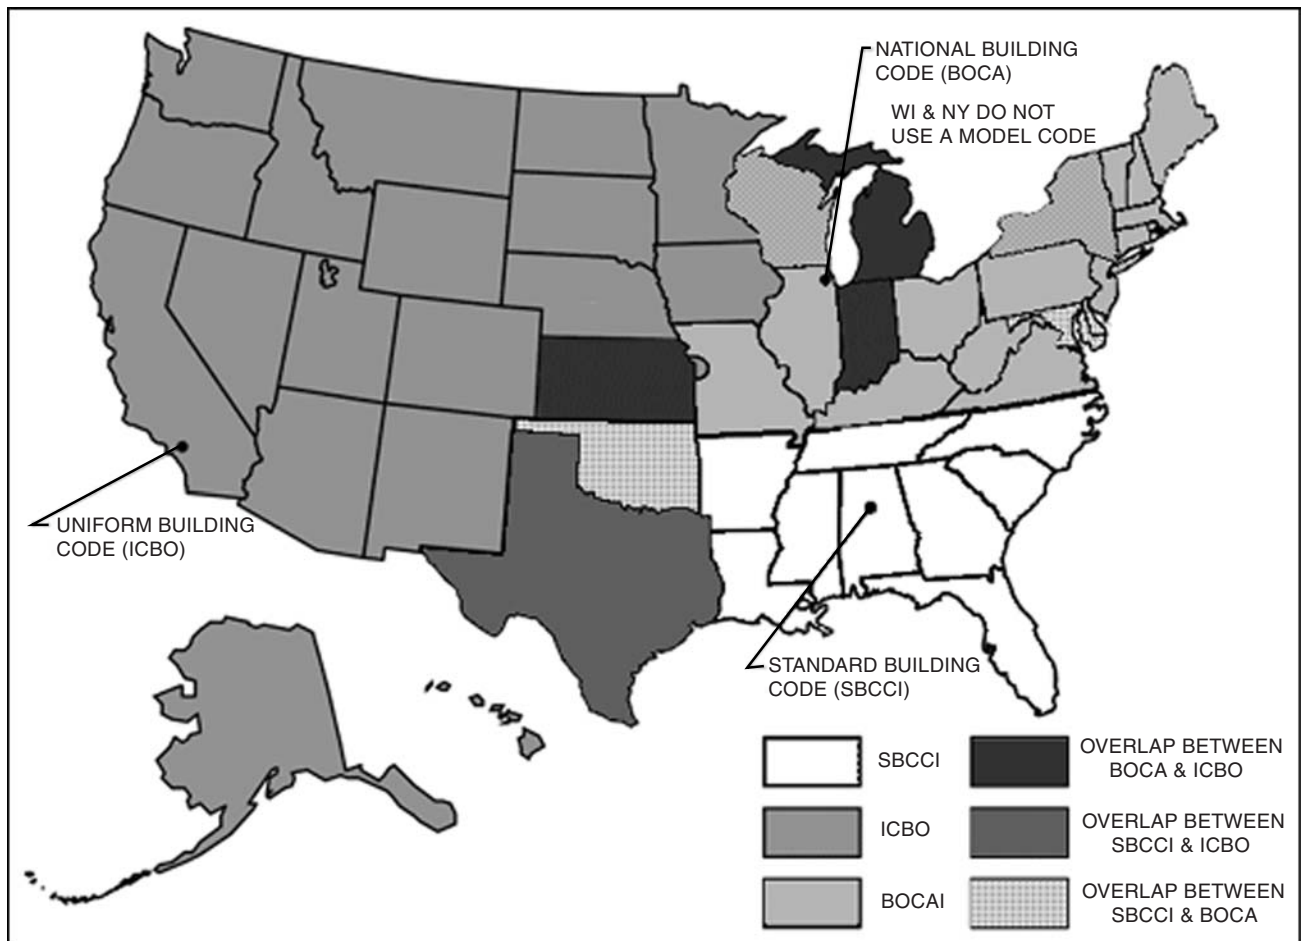 NATIONAL BUILDING
CODE (BOCA)
WI & NY DO NOT
USE A MODEL CODE
UNIFORM BUILDING
CODE (ICBO)
STANDARD BUILDING
CODE (SBCCI)
SBCCI
ICBO
BOCAI
OVERLAP BETWEEN
BOCA & ICBO
OVERLAP BETWEEN
SBCCI & ICBO
OVERLAP BETWEEN
SBCCI & BOCA